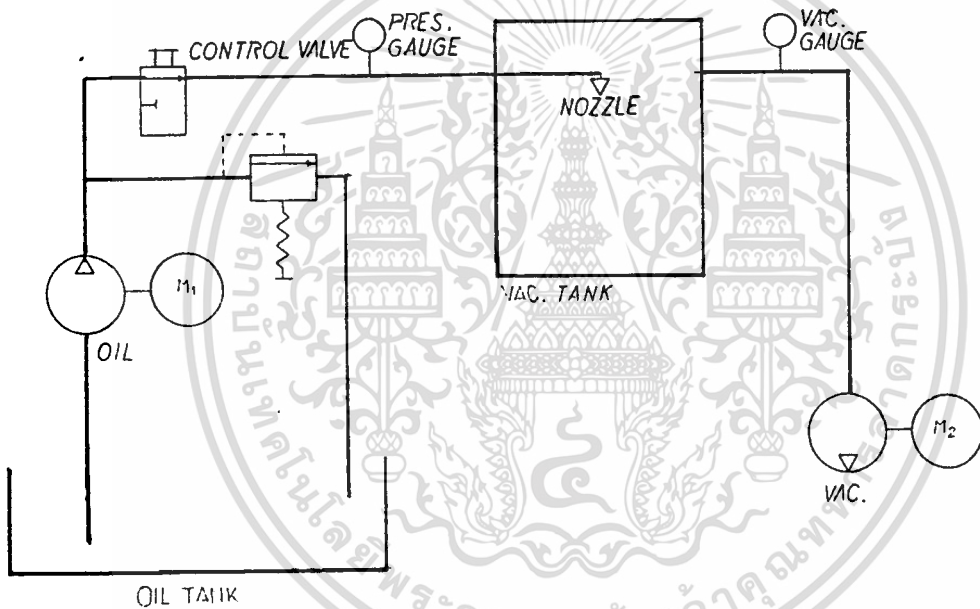 PRES.
GAUGE
CONTROL VALVE
VAC.
GAUGE
NOZZLE
VAC. TANK
M₁
OIL
M₂
VAC.
OIL TANK